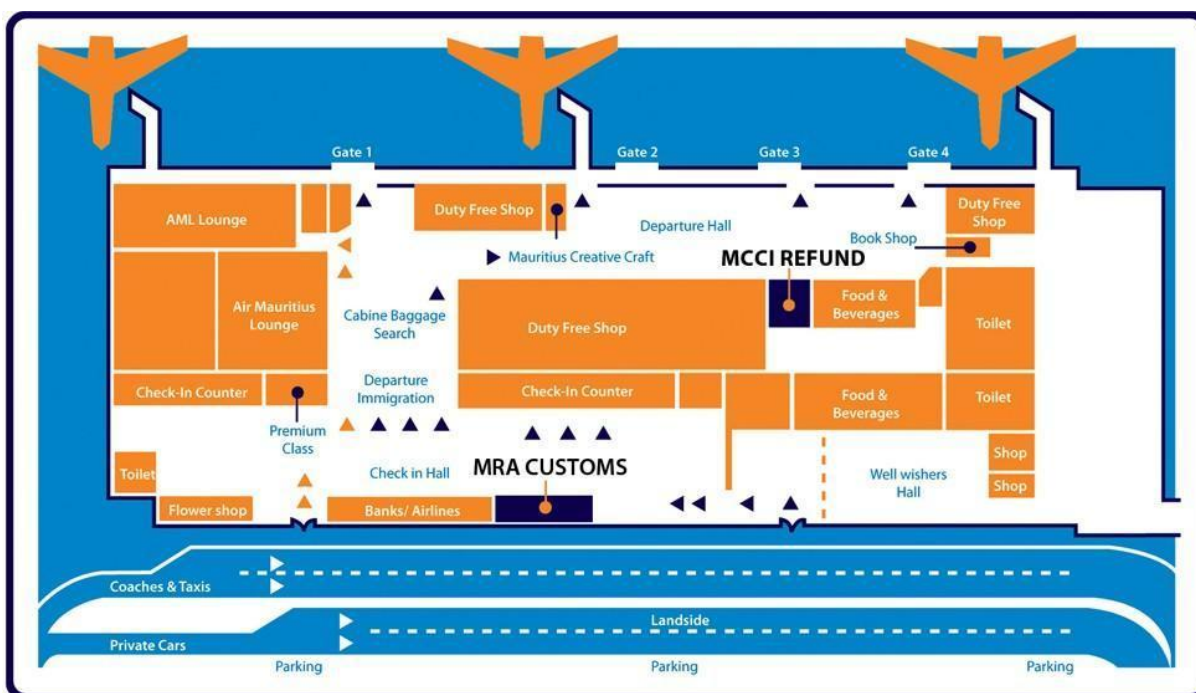 Gate 1
Gate 2
Gate 3
Gate 4
AML Lounge
Duty Free Shop
Departure Hall
Duty Free
Shop
Book Shop
Mauritius Creative Craft
MCCI REFUND
Air Mauritius
Lounge
Cabine Baggage
Search
Duty Free Shop
Food &
Beverages
Toilet
Check-In Counter
Departure
Immigration
Check-In Counter
Food &
Beverages
Toilet
Premium
Class
Toilet
Check in Hall
MRA CUSTOMS
Well wishers
Hall
Shop
Shop
Flower shop
Banks/ Airlines
Coaches & Taxis
Landside
Private Cars
Parking
Parking
Parking